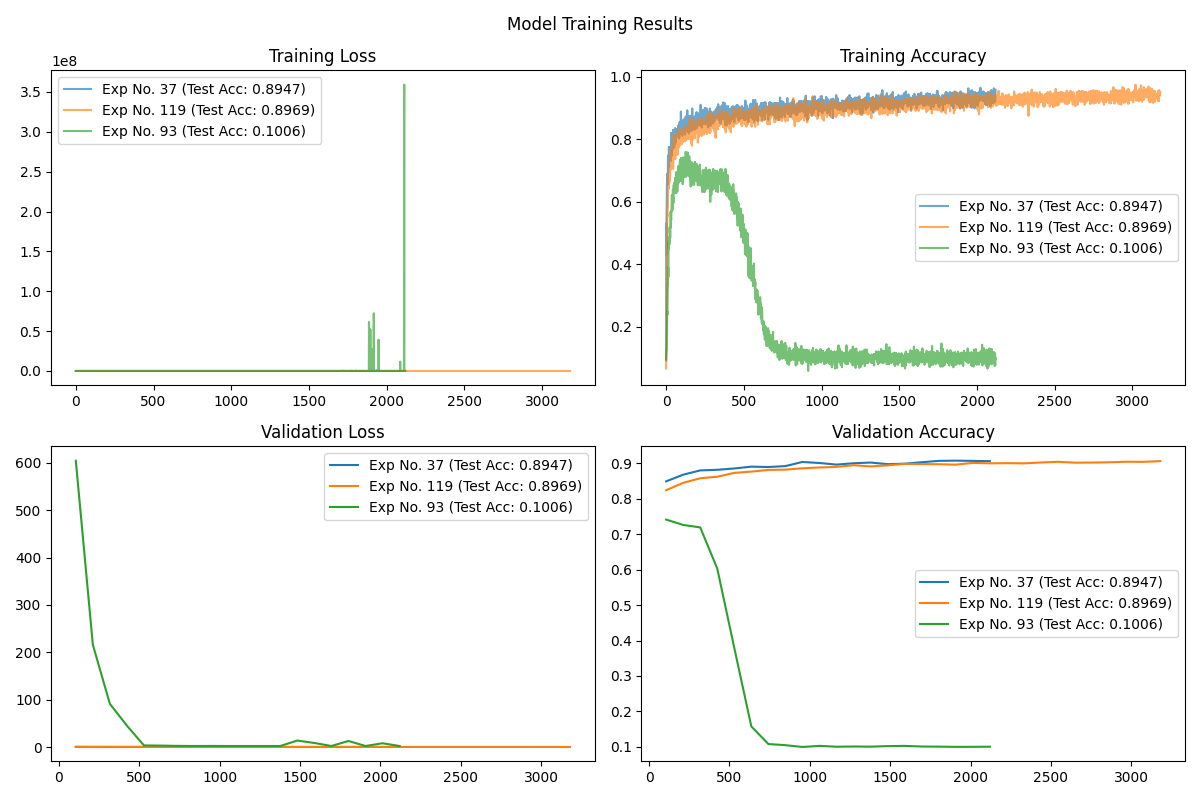 Model Training Results
Training Loss
1e8
3.5
3.0
2.5
2.0
1.5
1.0
0.5
0.0
Exp No. 37 (Test Acc: 0.8947)
Exp No. 119 (Test Acc: 0.8969)
Exp No. 93 (Test Acc: 0.1006)
0 500 1000 1500 2000 2500 3000
Training Accuracy
1.0
0.8
0.6
0.4
0.2
Exp No. 37 (Test Acc: 0.8947)
Exp No. 119 (Test Acc: 0.8969)
Exp No. 93 (Test Acc: 0.1006)
0 500 1000 1500 2000 2500 3000
Validation Loss
600
500
400
300
200
100
0
Exp No. 37 (Test Acc: 0.8947)
Exp No. 119 (Test Acc: 0.8969)
Exp No. 93 (Test Acc: 0.1006)
0 500 1000 1500 2000 2500 3000
Validation Accuracy
0.9
0.8
0.7
0.6
0.5
0.4
0.3
0.2
0.1
Exp No. 37 (Test Acc: 0.8947)
Exp No. 119 (Test Acc: 0.8969)
Exp No. 93 (Test Acc: 0.1006)
0 500 1000 1500 2000 2500 3000